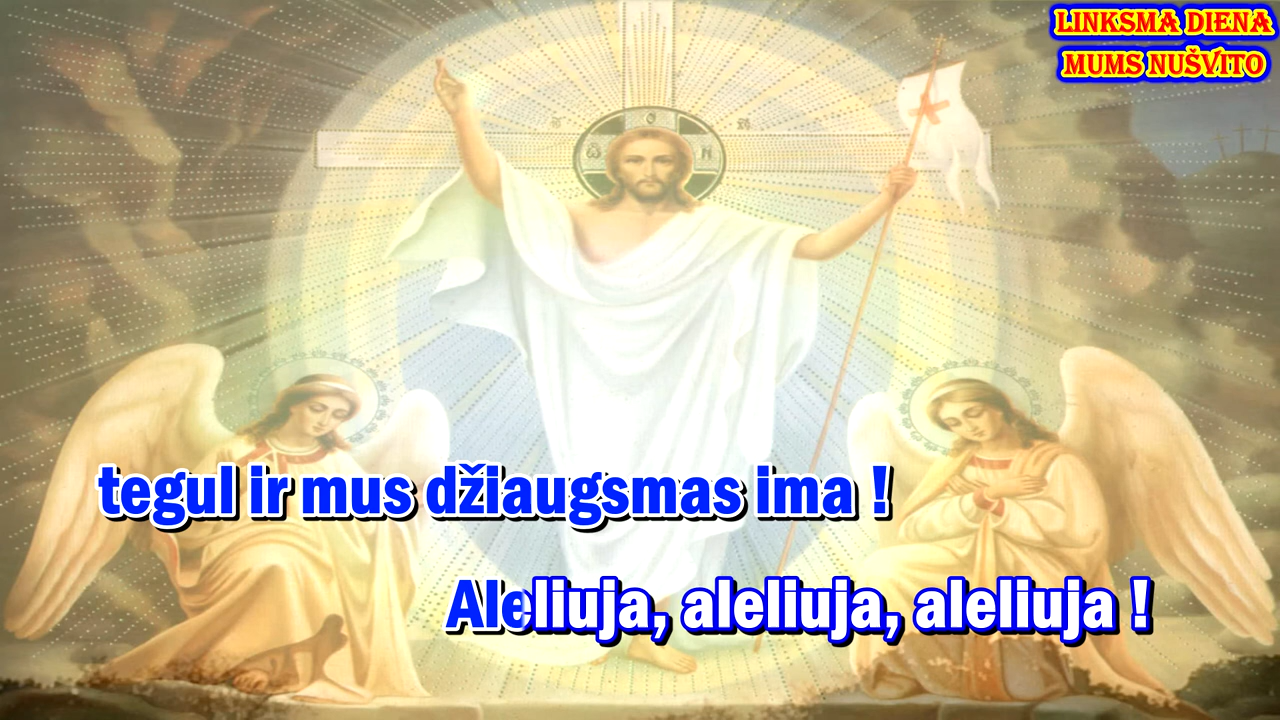 LINKSMA DIENA
MUMS NUŠVITO
tegul ir mus džiaugsmas ima !
Aleliuja, aleliuja, aleliuja !